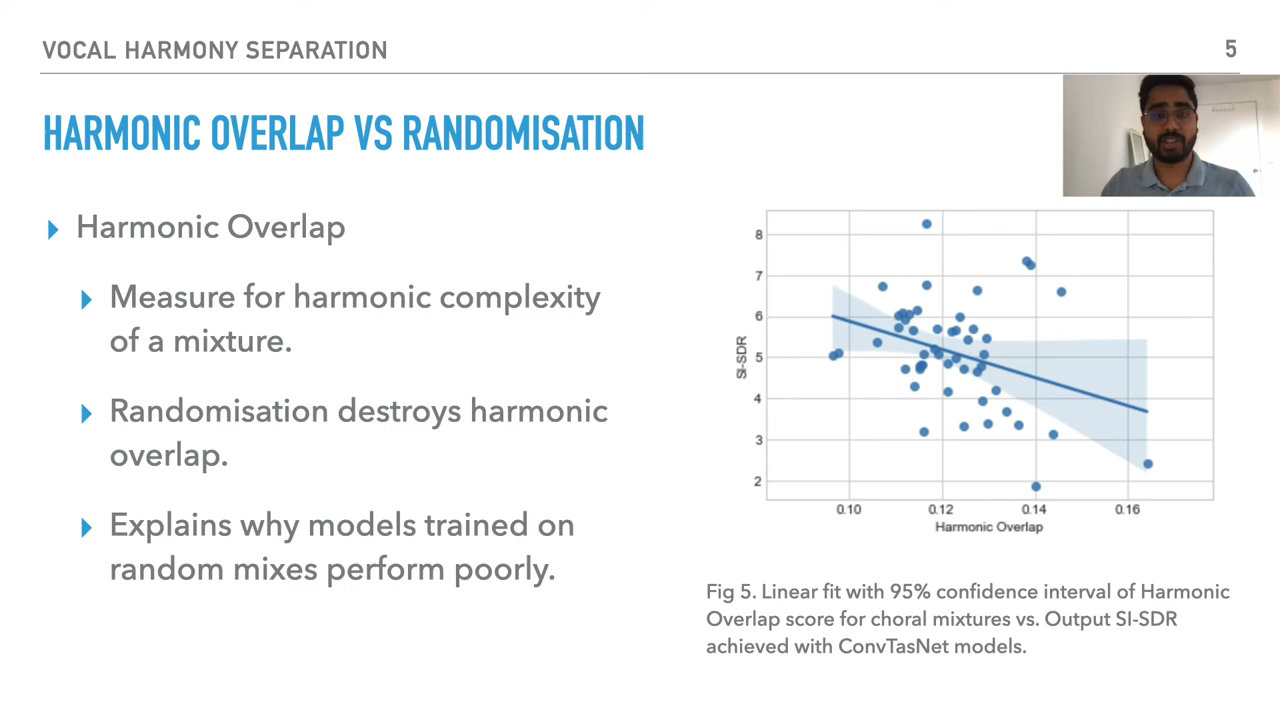 VOCAL HARMONY SEPARATION
5
HARMONIC OVERLAP VS RANDOMISATION
Harmonic Overlap
Measure for harmonic complexity
of a mixture.
Randomisation destroys harmonic
overlap.
Explains why models trained on
random mixes perform poorly.
8
7
6
5
4
3
2
SI-SDR
0.10 0.12 0.14 0.16
Harmonic Overlap
Fig 5. Linear fit with 95% confidence interval of Harmonic
Overlap score for choral mixtures vs. Output SI-SDR
achieved with ConvTasNet models.